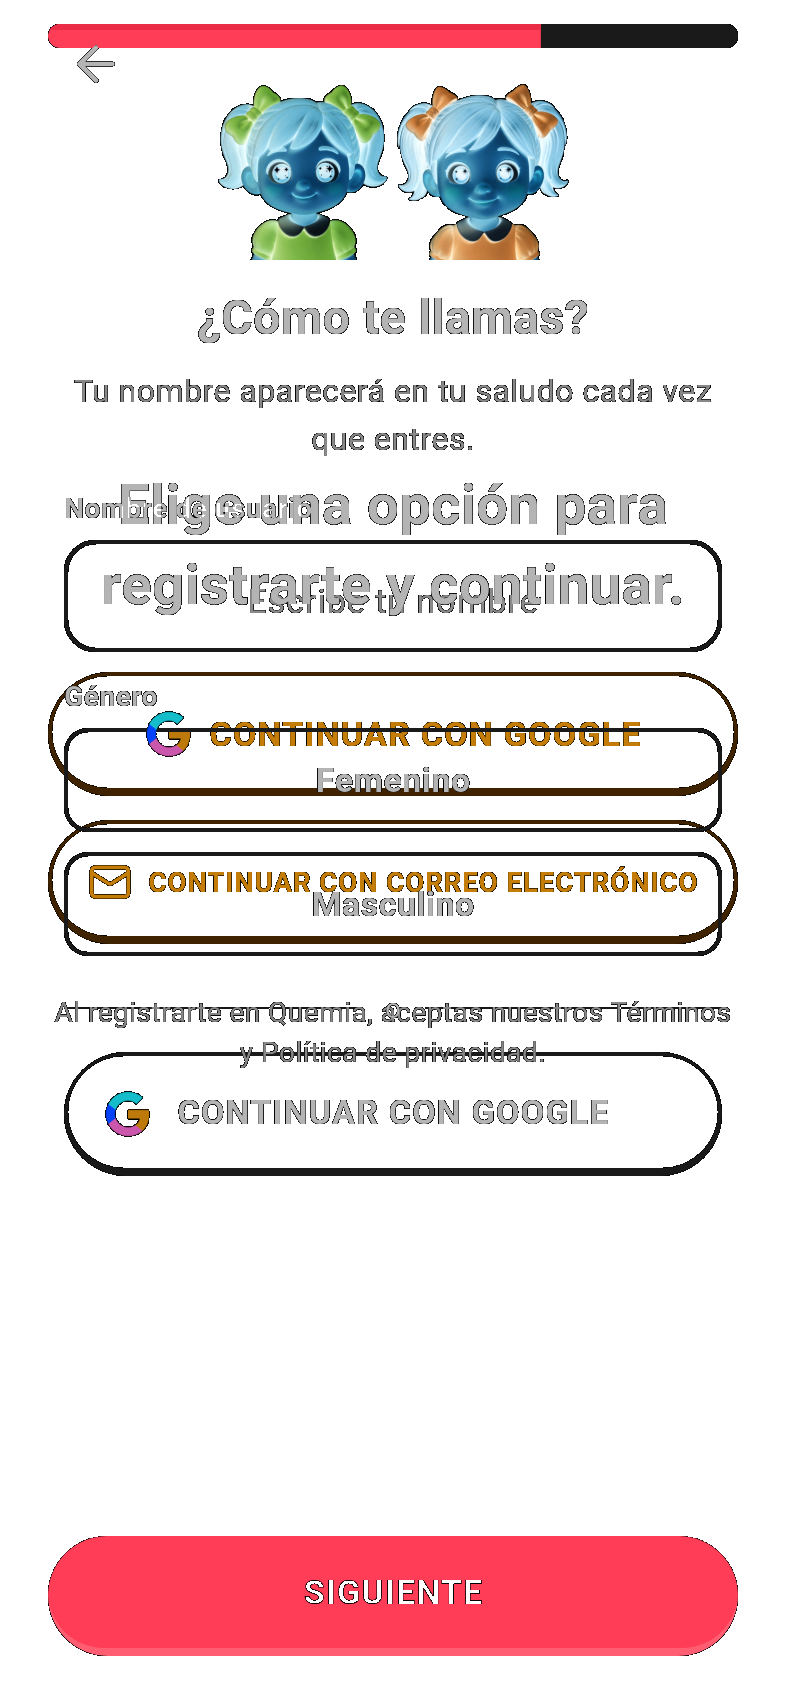 ¿Cómo te llamas?
Tu nombre aparecerá en tu saludo cada vez
que entres.
Nombre de usuario
Elige una opción para
registrarte y continuar.
Escribe tu nombre
Género
CONTINUAR CON GOOGLE
Femenino
CONTINUAR CON CORREO ELECTRÓNICO
Masculino
Al registrarte en Quemia, aceptas nuestros Términos
y Política de privacidad.
CONTINUAR CON GOOGLE
SIGUIENTE